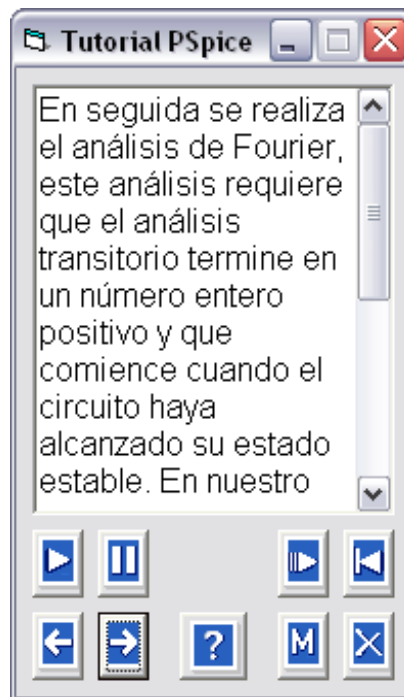 Tutorial PSpice
En seguida se realiza
el análisis de Fourier,
este análisis requiere
que el análisis
transitorio termine en
un número entero
positivo y que
comience cuando el
circuito haya
alcanzado su estado
estable. En nuestro
?
M